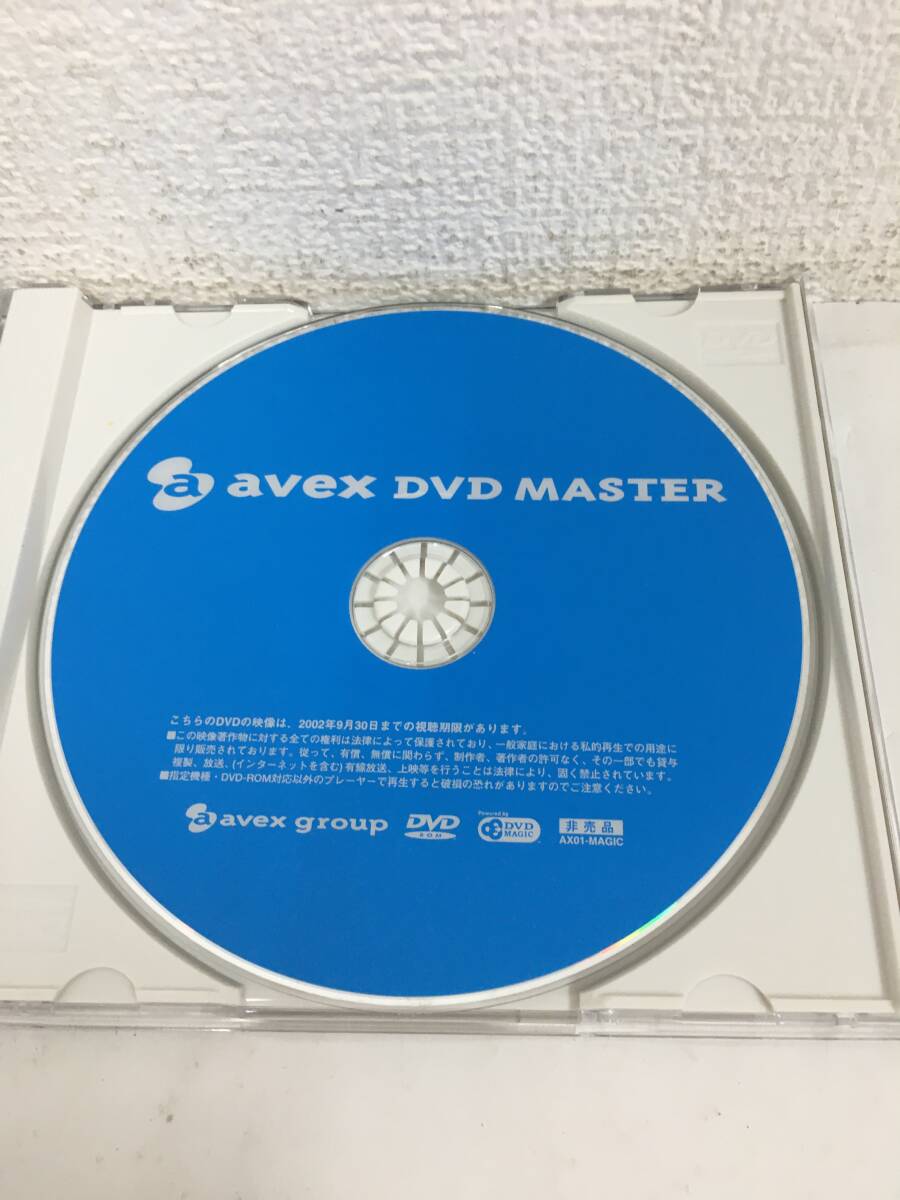 a avex DVD MASTER
こちらのDVDの映像は、2002年9月30日までの視聴期限があります。
■この映像著作物に対する全ての権利は法律によって保護されており、一般家庭における私的再生での用途に
限り販売されております。従って、有償、無償に関わらず、制作者、著作者の許可なく、その一部でも貸与
複製、放送、(インターネットを含む)有線放送、上映等を行うことは法律により、固く禁止されています。
■指定機種・DVD-ROM対応以外のプレーヤーで再生すると破損の恐れがありますのでご注意ください。
a avex group
DVD
ROM
Powered by
DVD
MAGIC
非売品
AX01-MAGIC
DVD